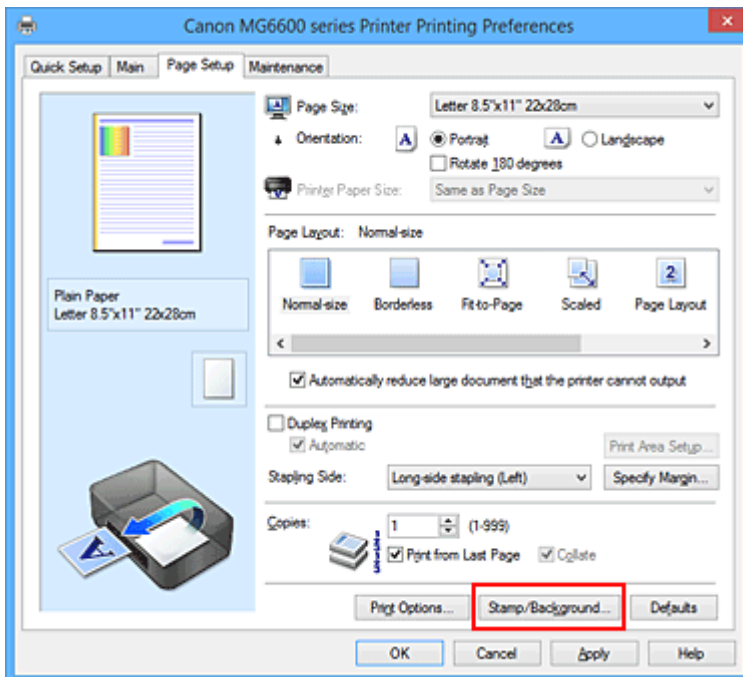 Canon MG6600 series Printer Printing Preferences
Quick Setup Main Page Setup Maintenance
Page Size: Letter 8.5"x11" 22x28cm
Orientation: A Portrait A Landscape
Rotate 180 degrees
Printer Paper Size: Same as Page Size
Page Layout: Normal-size
2
Normal-size Borderless Fit-to-Page Scaled Page Layout
Plain Paper
Letter 8.5"x11" 22x28cm
Automatically reduce large document that the printer cannot output
Duplex Printing
Automatic Print Area Setup...
Stapling Side: Long-side stapling (Left) Specify Margin...
Copies: 1 (1-999)
Print from Last Page Collate
A
Print Options... Stamp/Background... Defaults
OK Cancel Apply Help